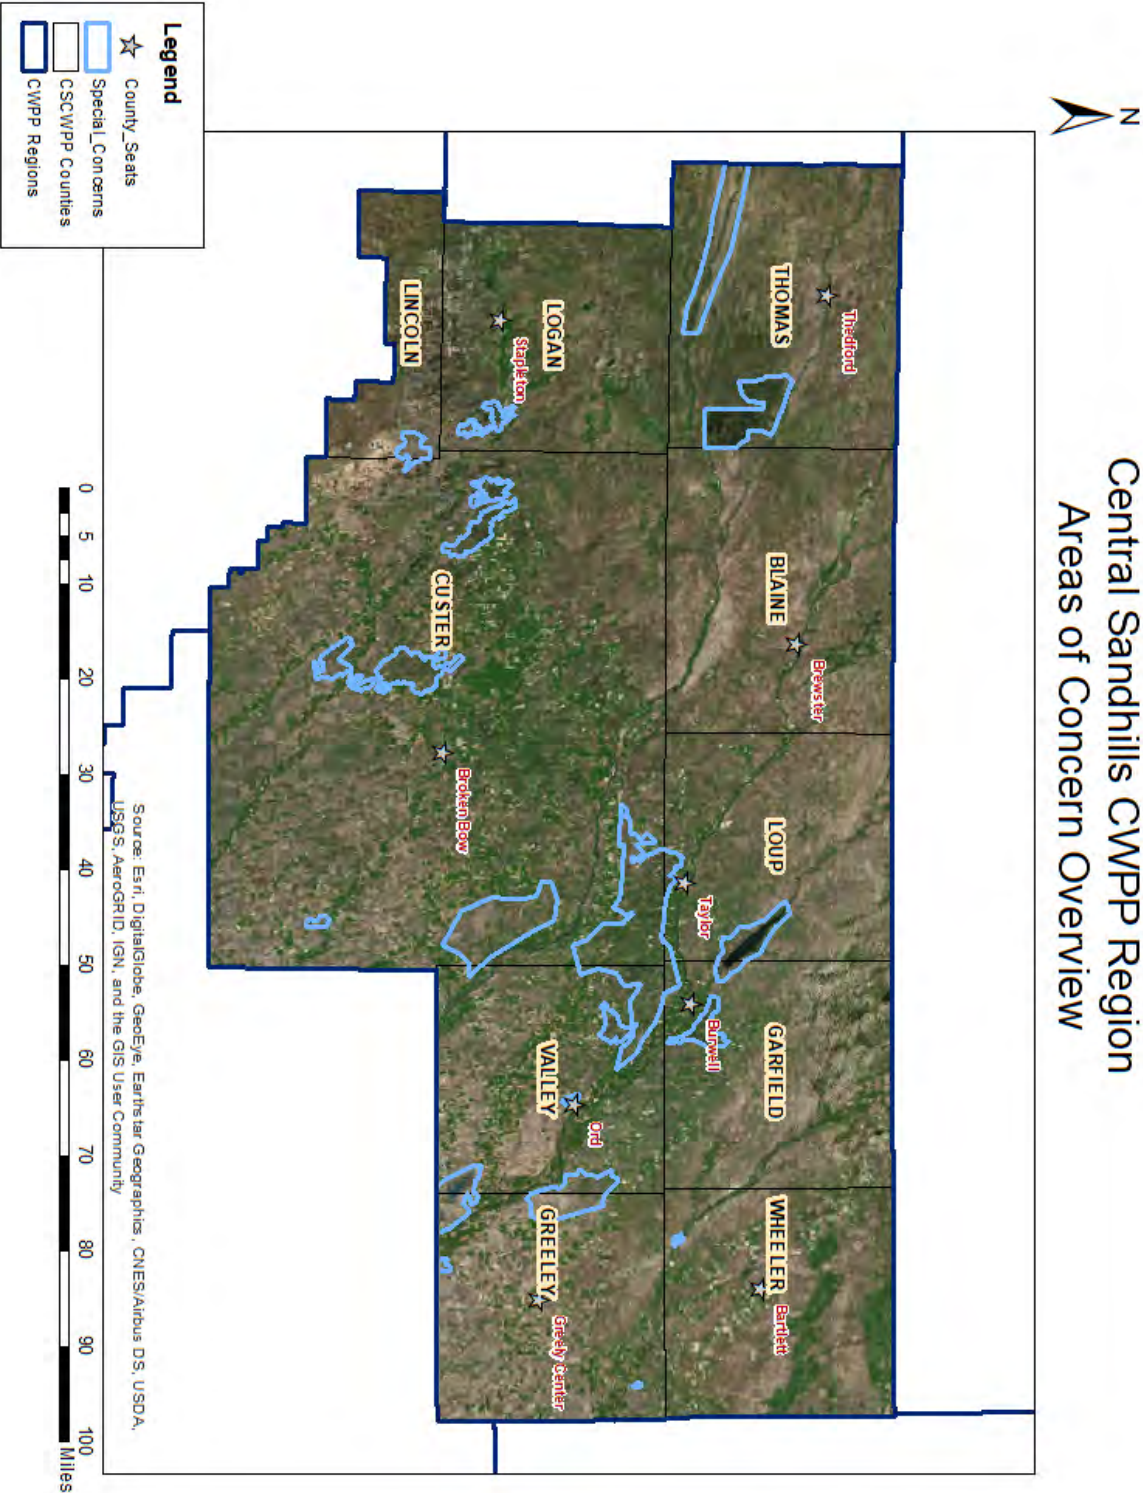 Central Sandhills CWPP Region
Areas of Concern Overview
N
THOMAS
Thedford
BLAINE
Brewster
LOUP
Taylor
GARFIELD
Burwell
WHEELER
Bartlett
LOGAN
Stapleton
LINCOLN
CUSTER
Broken Bow
VALLEY
Ord
GREELEY
Greely Center
Legend
County_Seats
Special_Concerns
CSCWPP Counties
CWPP Regions
Source: Esri, DigitalGlobe, GeoEye, Earthstar Geographics, CNES/Airbus DS, USDA,
USGS, AeroGRID, IGN, and the GIS User Community
0 5 10 20 30 40 50 60 70 80 90 100
Miles